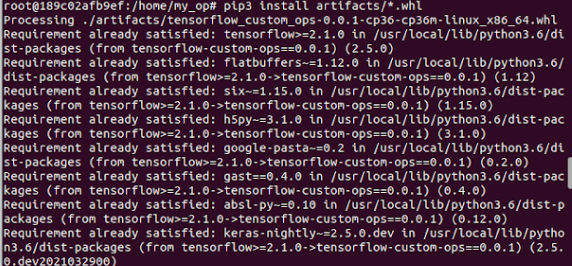 root@189c02afb9ef:/home/my_op# pip3 install artifacts/*.whl
Processing ./artifacts/tensorflow_custom_ops-0.0.1-cp36-cp36m-linux_x86_64.whl
Requirement already satisfied: tensorflow>=2.1.0 in /usr/local/lib/python3.6/di
st-packages (from tensorflow-custom-ops==0.0.1) (2.5.0)
Requirement already satisfied: flatbuffers~=1.12.0 in /usr/local/lib/python3.6/
dist-packages (from tensorflow>=2.1.0->tensorflow-custom-ops==0.0.1) (1.12)
Requirement already satisfied: six~=1.15.0 in /usr/local/lib/python3.6/dist-pac
kages (from tensorflow>=2.1.0->tensorflow-custom-ops==0.0.1) (1.15.0)
Requirement already satisfied: h5py~=3.1.0 in /usr/local/lib/python3.6/dist-pac
kages (from tensorflow>=2.1.0->tensorflow-custom-ops==0.0.1) (3.1.0)
Requirement already satisfied: google-pasta~=0.2 in /usr/local/lib/python3.6/di
st-packages (from tensorflow>=2.1.0->tensorflow-custom-ops==0.0.1) (0.2.0)
Requirement already satisfied: gast==0.4.0 in /usr/local/lib/python3.6/dist-pac
kages (from tensorflow>=2.1.0->tensorflow-custom-ops==0.0.1) (0.4.0)
Requirement already satisfied: absl-py~=0.10 in /usr/local/lib/python3.6/dist-p
ackages (from tensorflow>=2.1.0->tensorflow-custom-ops==0.0.1) (0.12.0)
Requirement already satisfied: keras-nightly~=2.5.0.dev in /usr/local/lib/pytho
n3.6/dist-packages (from tensorflow>=2.1.0->tensorflow-custom-ops==0.0.1) (2.5.
0.dev2021032900)